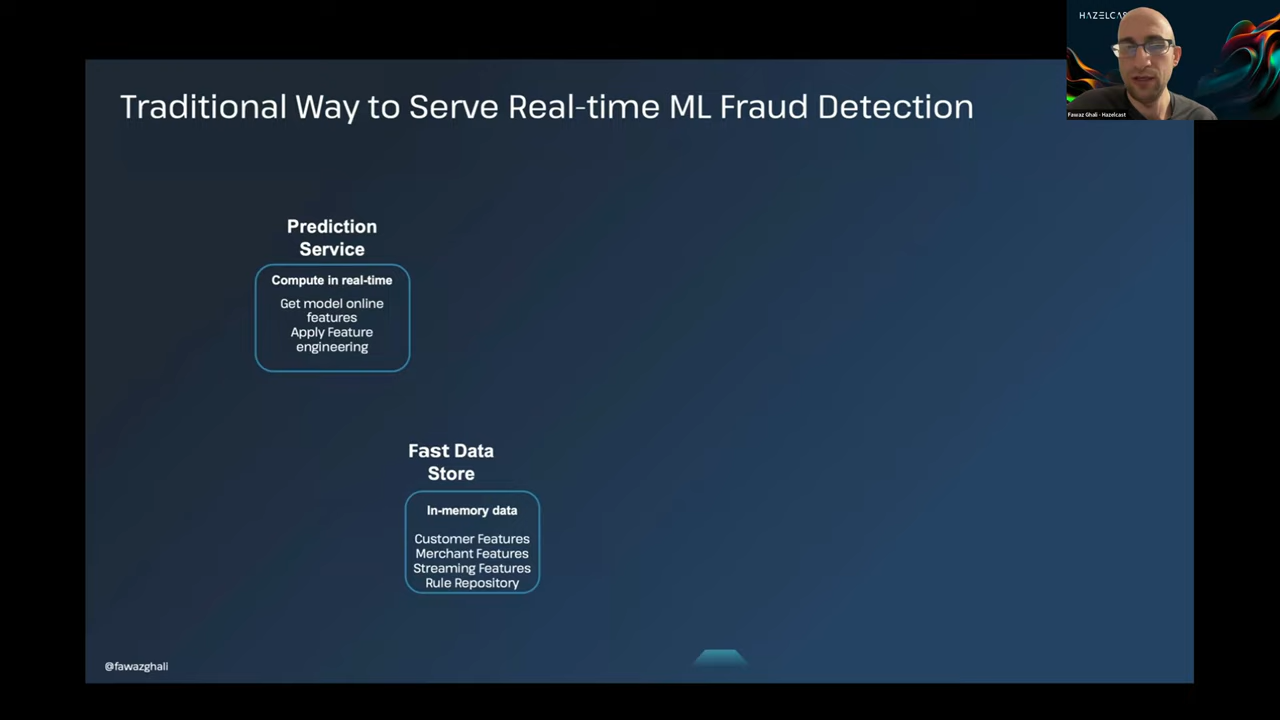 Traditional Way to Serve Real-time ML Fraud Detection
HAZELCAS
Fawaz Ghali - Hazelcast
Prediction
Service
Compute in real-time
Get model online
features
Apply Feature
engineering
Fast Data
Store
In-memory data
Customer Features
Merchant Features
Streaming Features
Rule Repository
@fawazghali